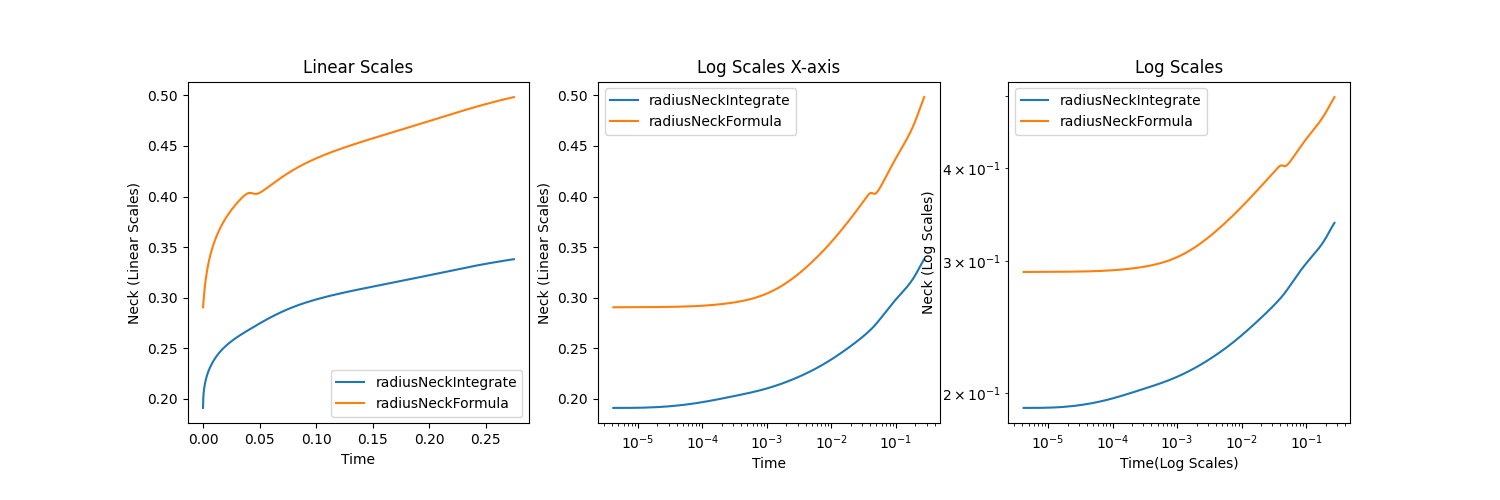 Linear Scales
Neck (Linear Scales)
0.50
0.45
0.40
0.35
0.30
0.25
0.20
radiusNeckIntegrate
radiusNeckFormula
0.00 0.05 0.10 0.15 0.20 0.25
Time
Log Scales X-axis
Neck (Linear Scales)
0.50
0.45
0.40
0.35
0.30
0.25
0.20
radiusNeckIntegrate
radiusNeckFormula
10⁻⁵ 10⁻⁴ 10⁻³ 10⁻² 10⁻¹
Time
Log Scales
Neck (Log Scales)
4 × 10⁻¹
3 × 10⁻¹
2 × 10⁻¹
radiusNeckIntegrate
radiusNeckFormula
10⁻⁵ 10⁻⁴ 10⁻³ 10⁻² 10⁻¹
Time(Log Scales)